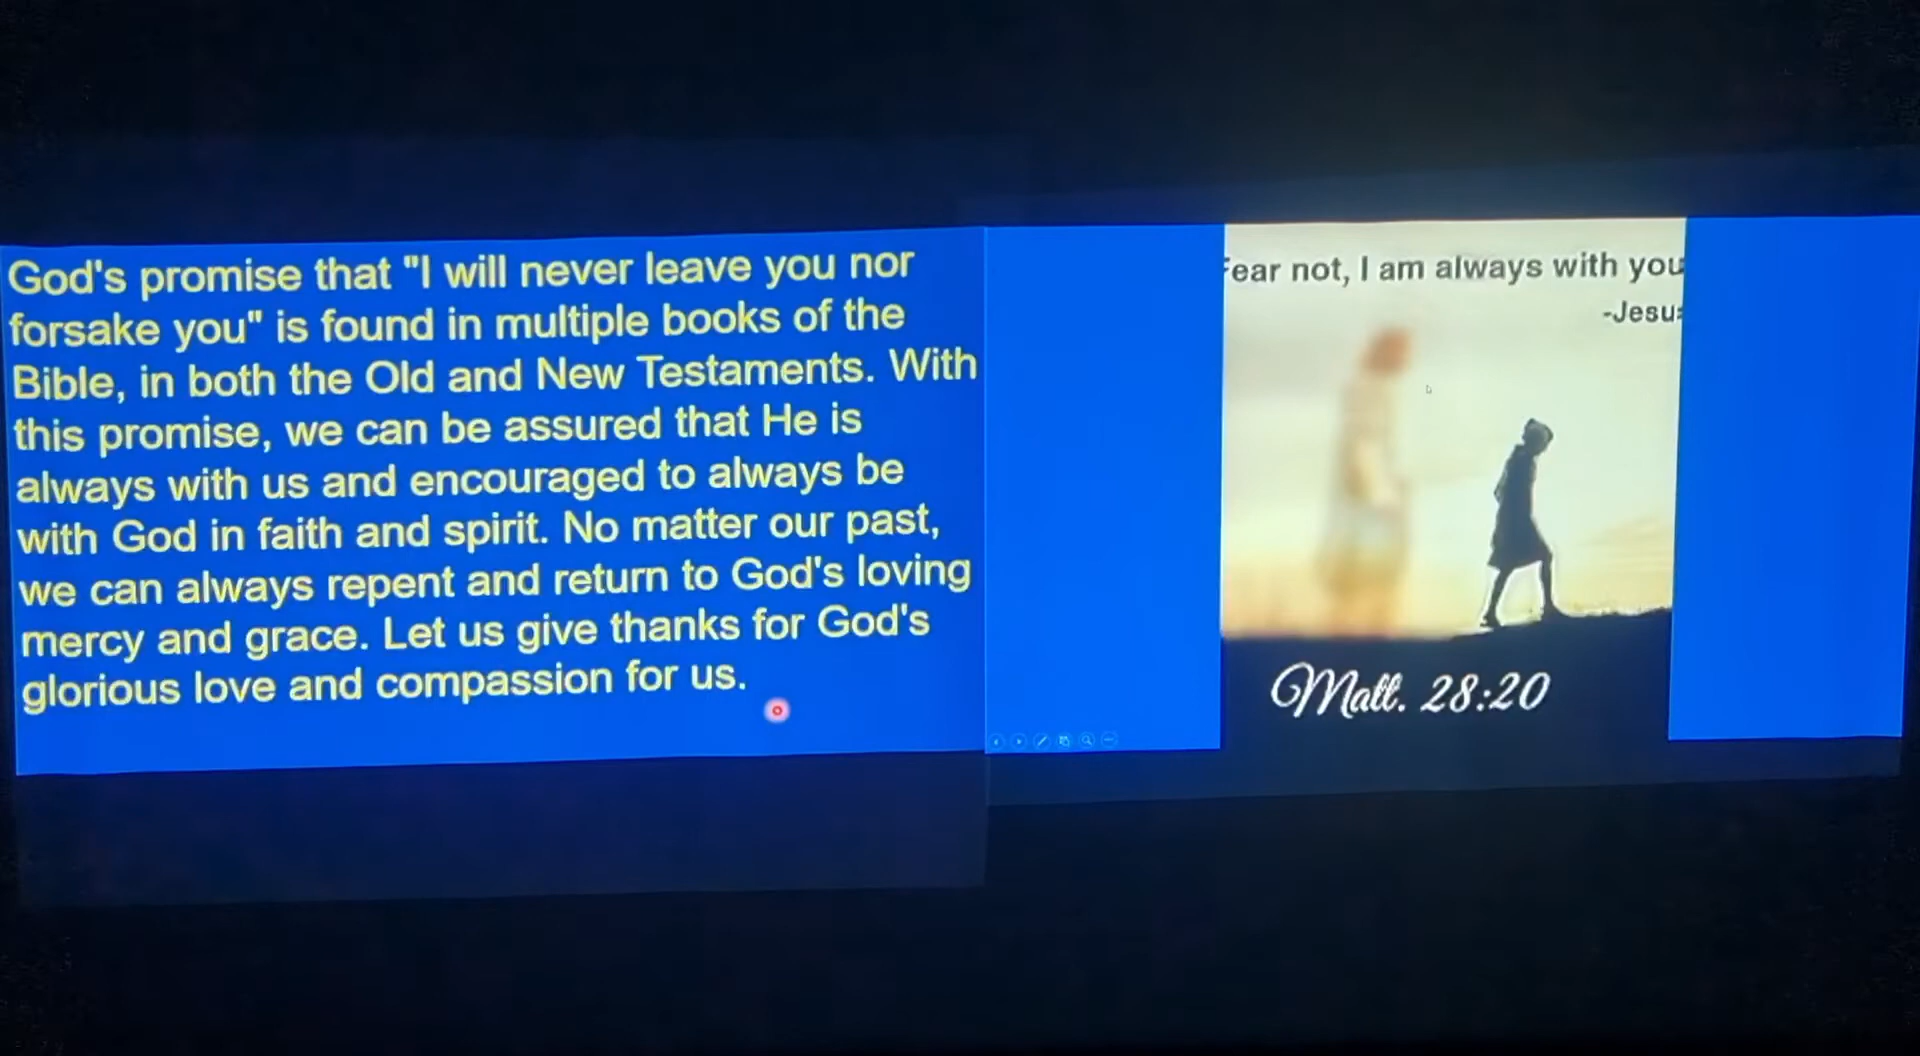 God's promise that "I will never leave you nor
forsake you" is found in multiple books of the
Bible, in both the Old and New Testaments. With
this promise, we can be assured that He is
always with us and encouraged to always be
with God in faith and spirit. No matter our past,
we can always repent and return to God's loving
mercy and grace. Let us give thanks for God's
glorious love and compassion for us.
Fear not, I am always with you
-Jesus
Matt. 28:20